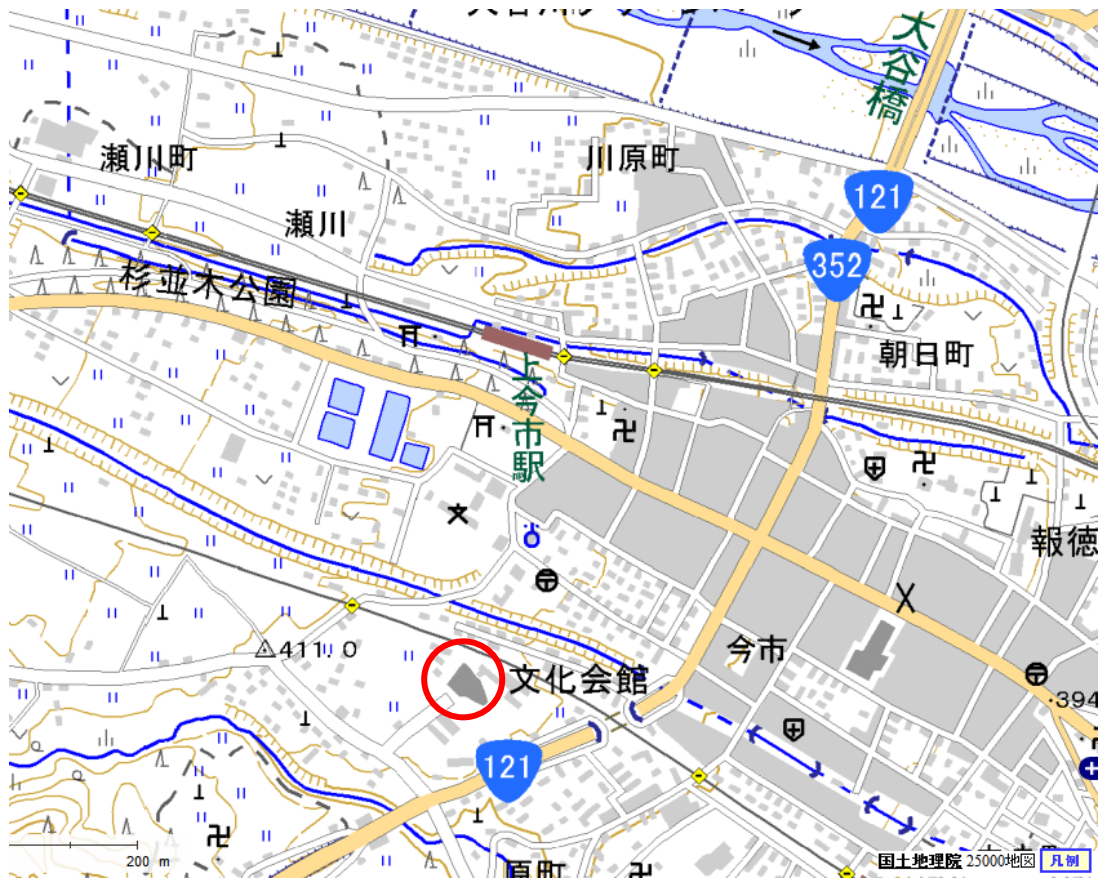 大谷橋
瀬川町
川原町
121
瀬川
352
杉並木公園
朝日町
上今市駅
報徳
411.0
文化会館
今市
394
121
200 m
原町
国土地理院 25000地図 凡例